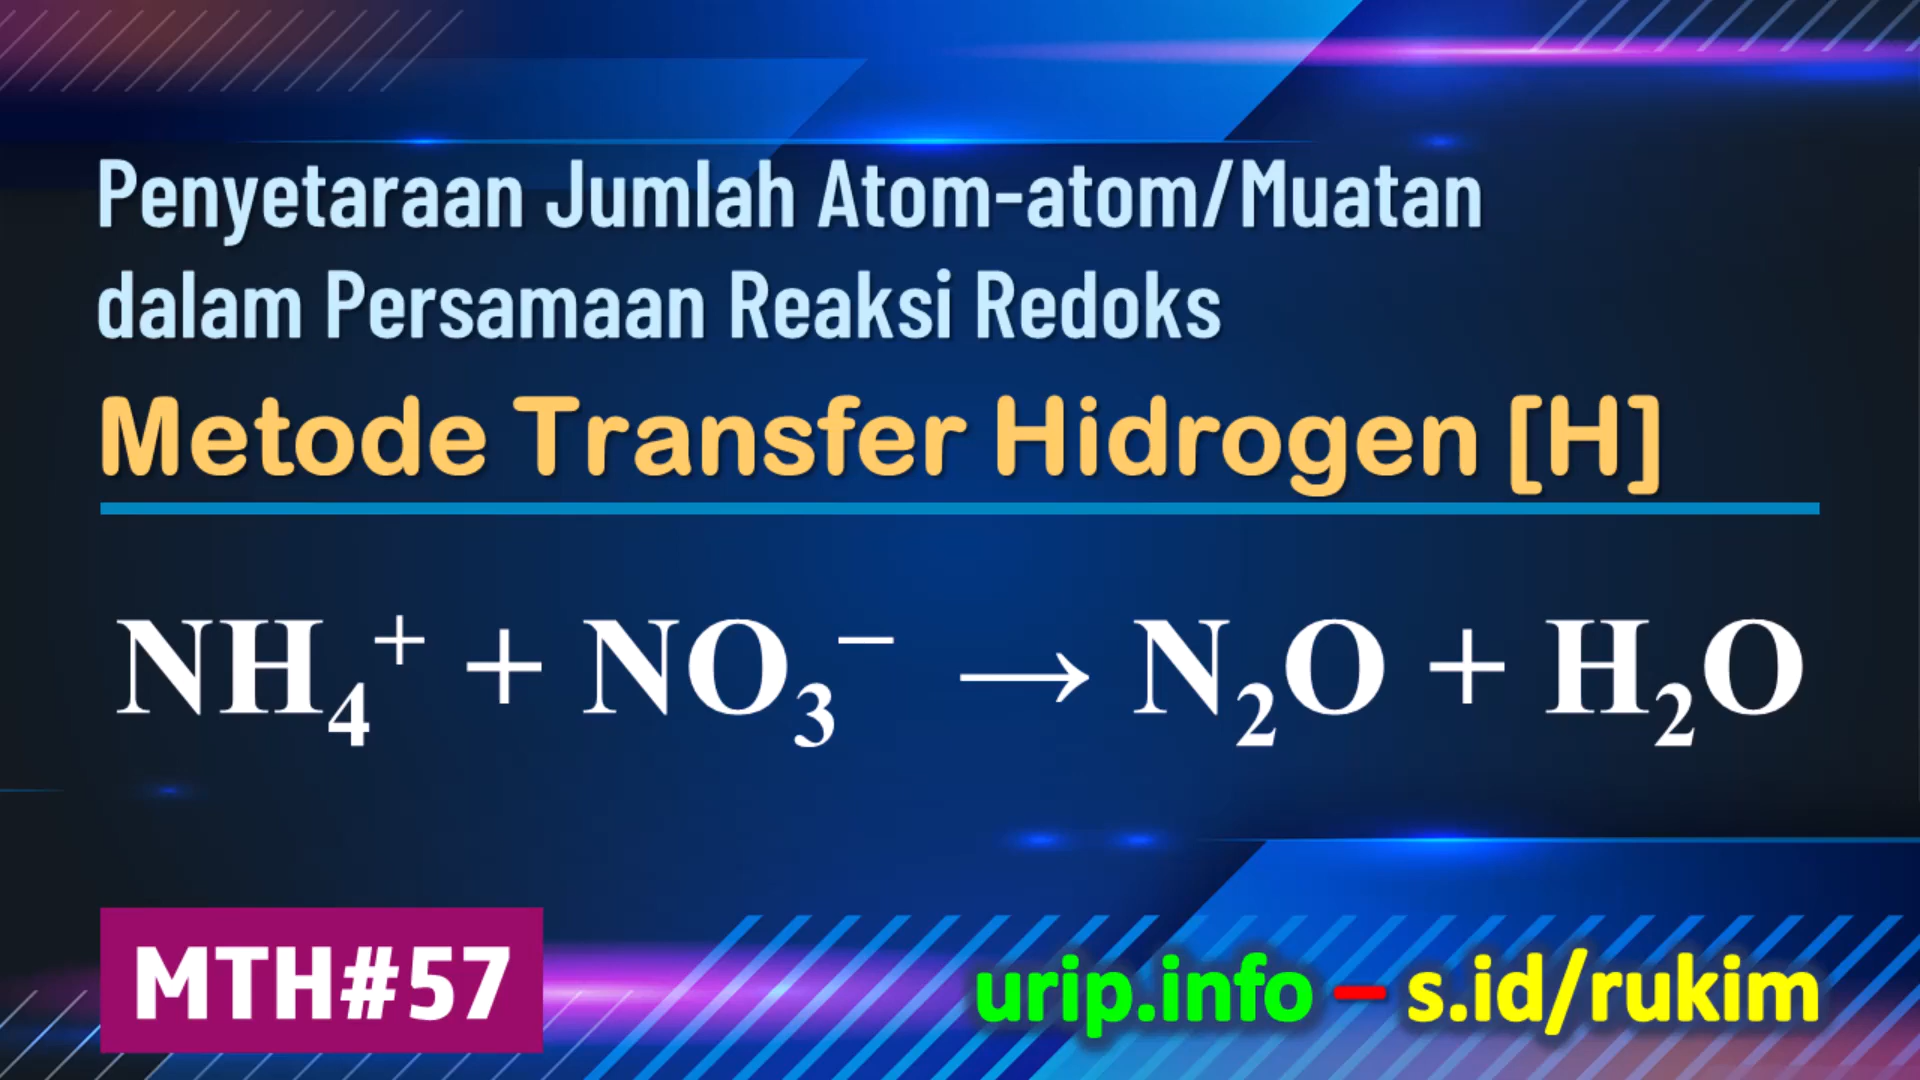 Penyetaraan Jumlah Atom-atom/Muatan
dalam Persamaan Reaksi Redoks
Metode Transfer Hidrogen [H]
NH₄⁺ + NO₃⁻ → N₂O + H₂O
MTH#57
urip.info – s.id/rukim